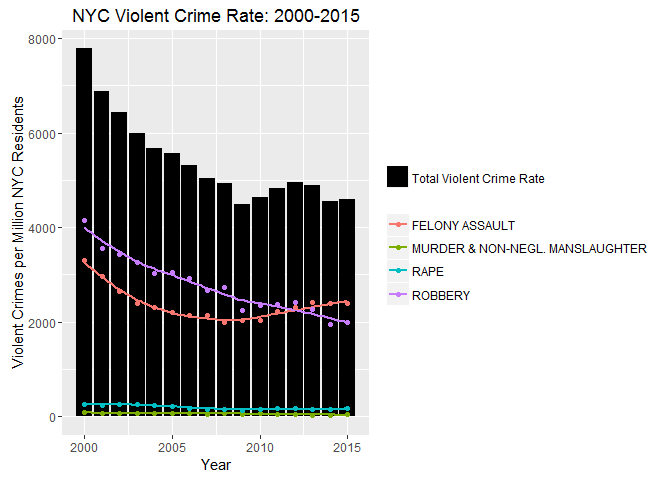 NYC Violent Crime Rate: 2000-2015
Violent Crimes per Million NYC Residents
8000
6000
4000
2000
0
2000 2005 2010 2015
Year
Total Violent Crime Rate
FELONY ASSAULT
MURDER & NON-NEGL. MANSLAUGHTER
RAPE
ROBBERY